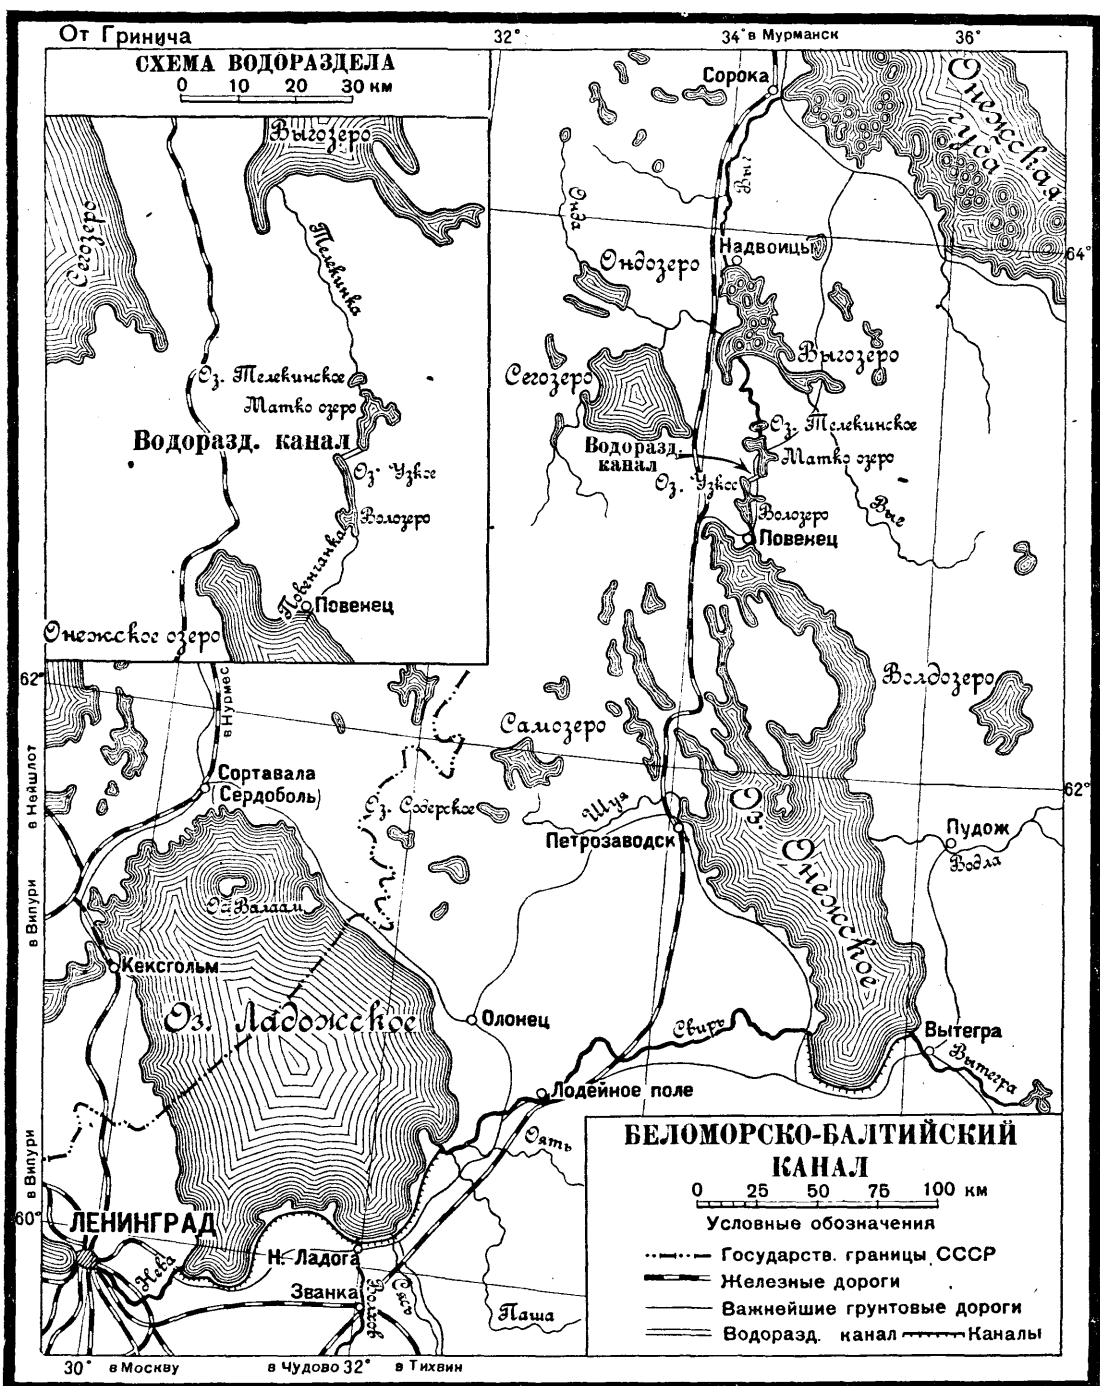 От Гринича
32°
34° в Мурманск
36°
СХЕМА ВОДОРАЗДЕЛА
0 10 20 30 км
Выгозеро
Сегозеро
Телекинка
Оз. Телекинское
Матко озеро
Водоразд. канал
Оз. Узкое
Волозеро
Повенчанка
Повенец
Онежское озеро
Сорока
Онежская
губа
Выг
Онда
Надвоицы
64°
Ондозеро
Выгозеро
Сегозеро
Оз. Телекинское
Водоразд.
канал
Матко озеро
Оз. Узкое
Выг
Волозеро
Повенец
62°
в Нурмес
Волдозеро
Самозеро
в Нейшлот
Сортавала
(Сердоболь)
62°
Оз. Соберское
Шуя
Петрозаводск
Оз. Онежское
Пудож
Водла
в Випури
Оз. Валаам
Кексгольм
Оз. Ладожское
Олонец
Свирь
Вытегра
Вытегра
Лодейное поле
Оять
в Випури
60°
ЛЕНИНГРАД
Нева
Н. Ладога
Званка
Волхов
Сясь
Паша
БЕЛОМОРСКО-БАЛТИЙСКИЙ
КАНАЛ
0 25 50 75 100 км
Условные обозначения
Государств. границы СССР
Железные дороги
Важнейшие грунтовые дороги
Водоразд. канал Каналы
30° в Москву в Чудово 32° в Тихвин